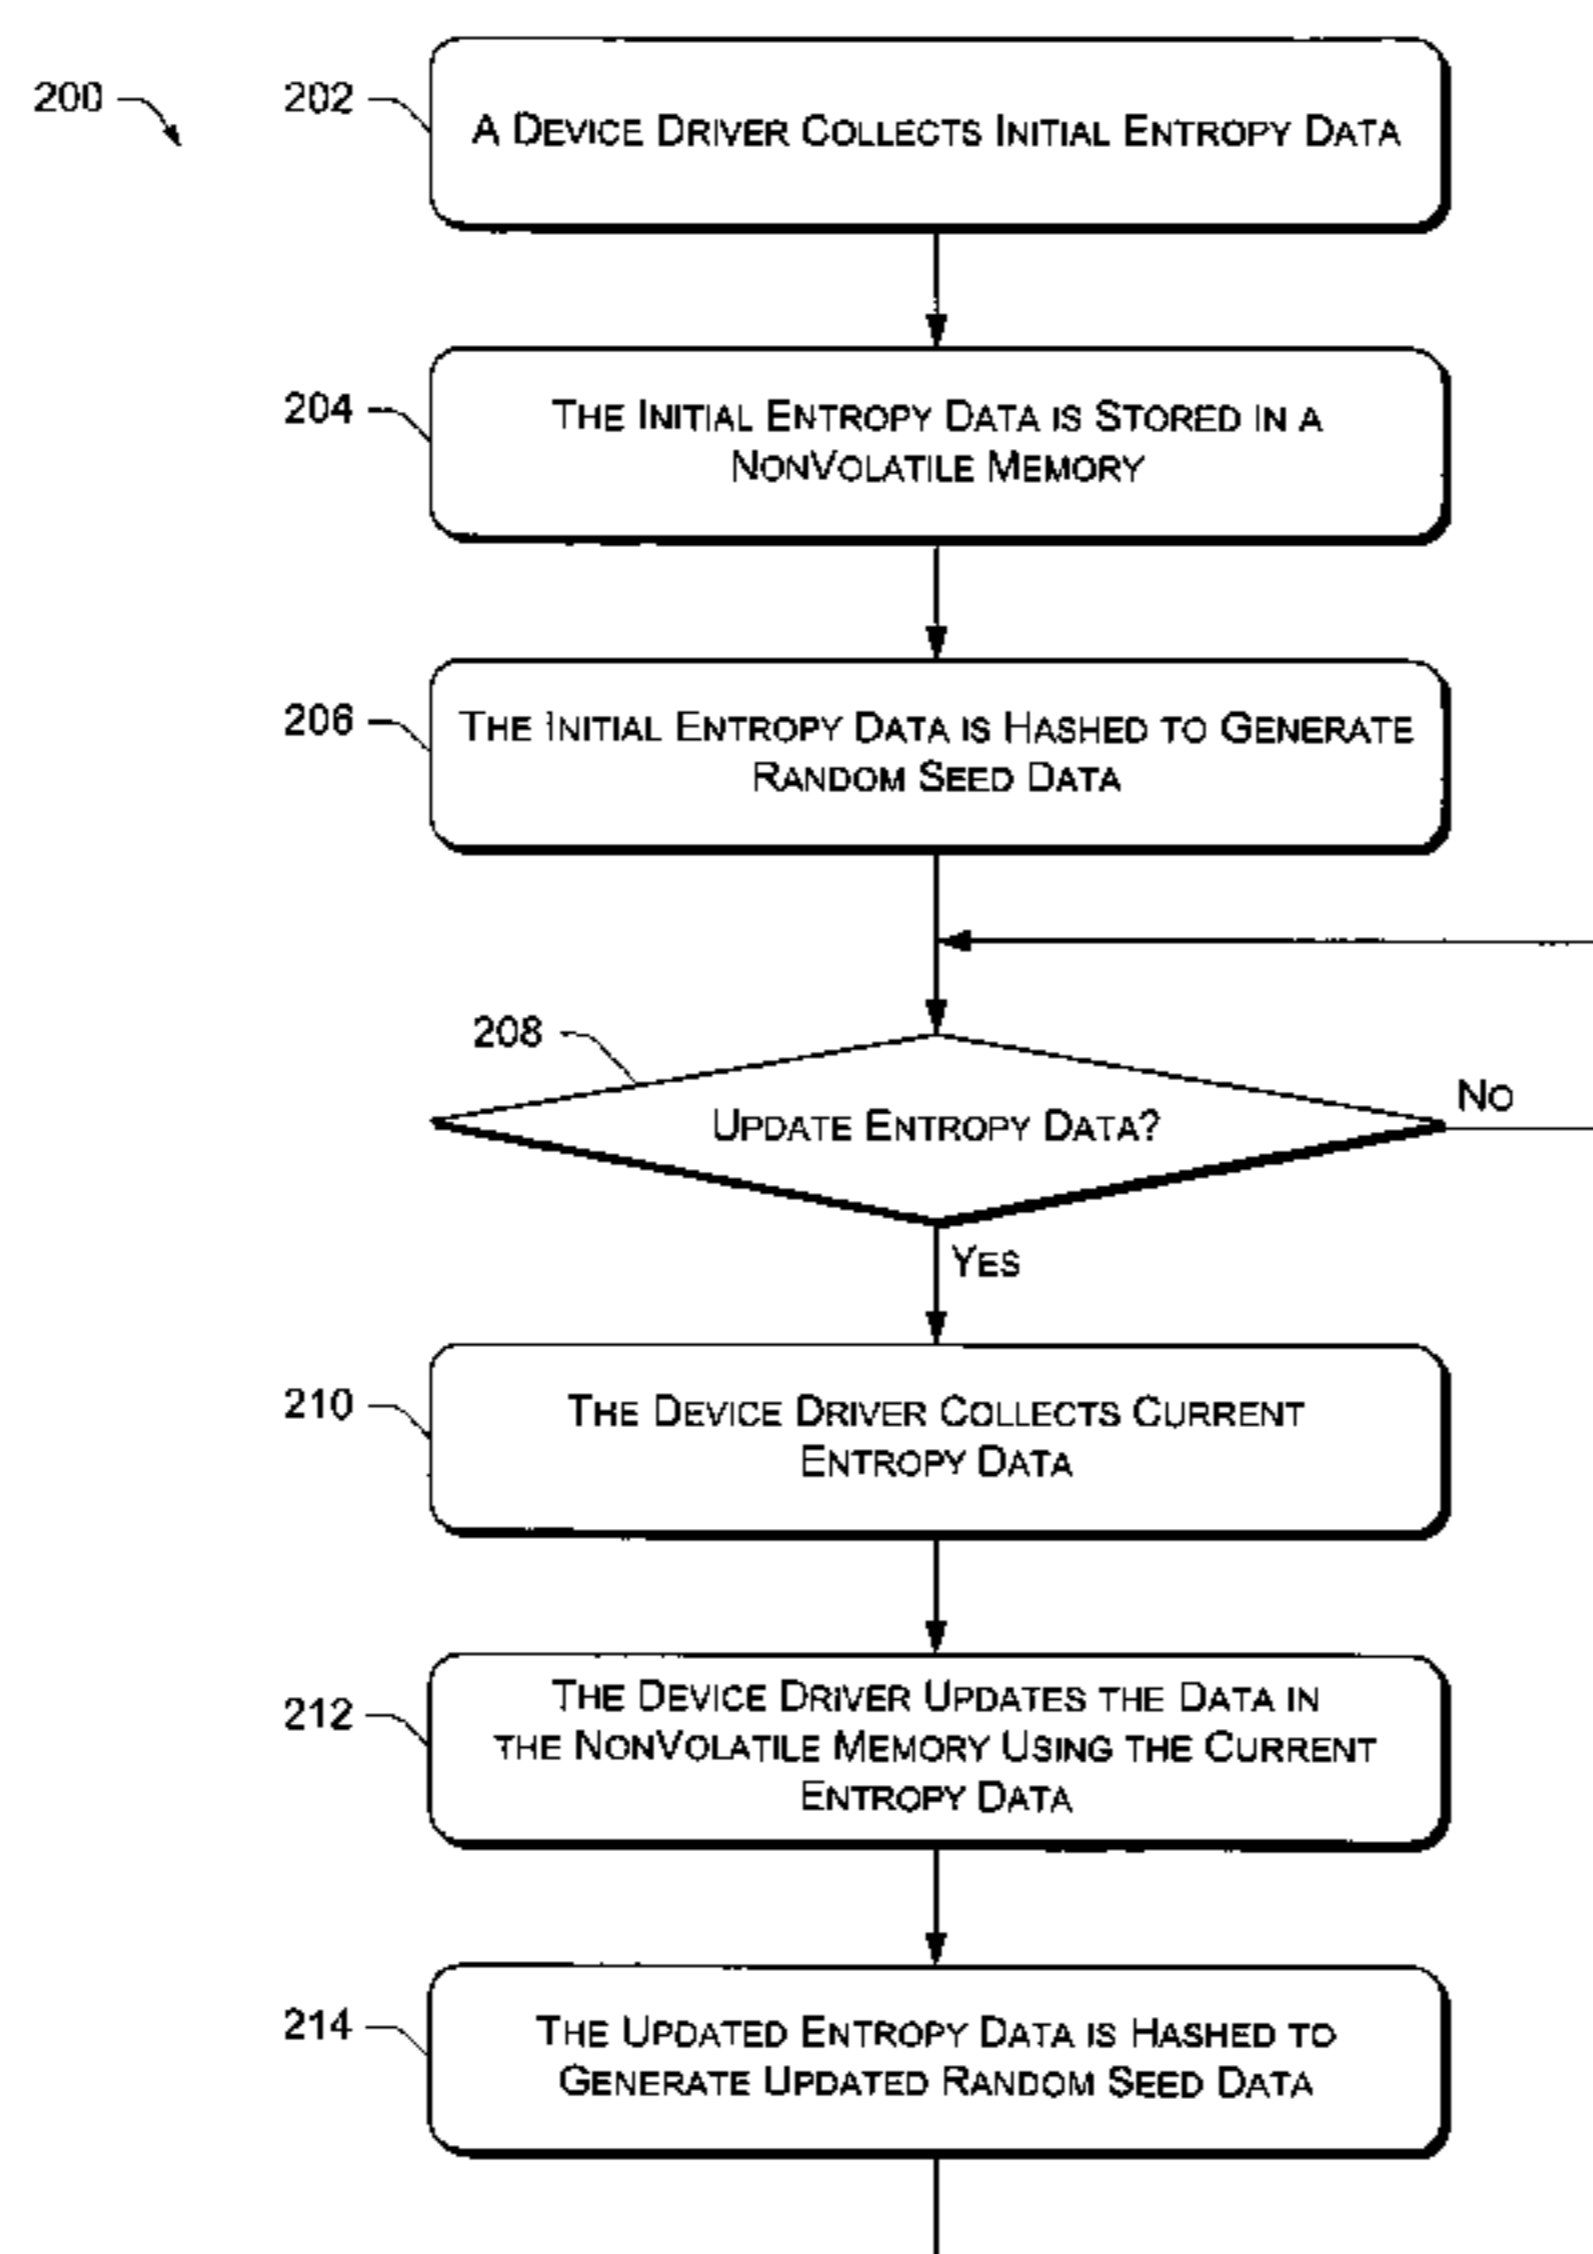 200
202
A DEVICE DRIVER COLLECTS INITIAL ENTROPY DATA
204
THE INITIAL ENTROPY DATA IS STORED IN A
NONVOLATILE MEMORY
206
THE INITIAL ENTROPY DATA IS HASHED TO GENERATE
RANDOM SEED DATA
208
UPDATE ENTROPY DATA?
NO
YES
210
THE DEVICE DRIVER COLLECTS CURRENT
ENTROPY DATA
212
THE DEVICE DRIVER UPDATES THE DATA IN
THE NONVOLATILE MEMORY USING THE CURRENT
ENTROPY DATA
214
THE UPDATED ENTROPY DATA IS HASHED TO
GENERATE UPDATED RANDOM SEED DATA